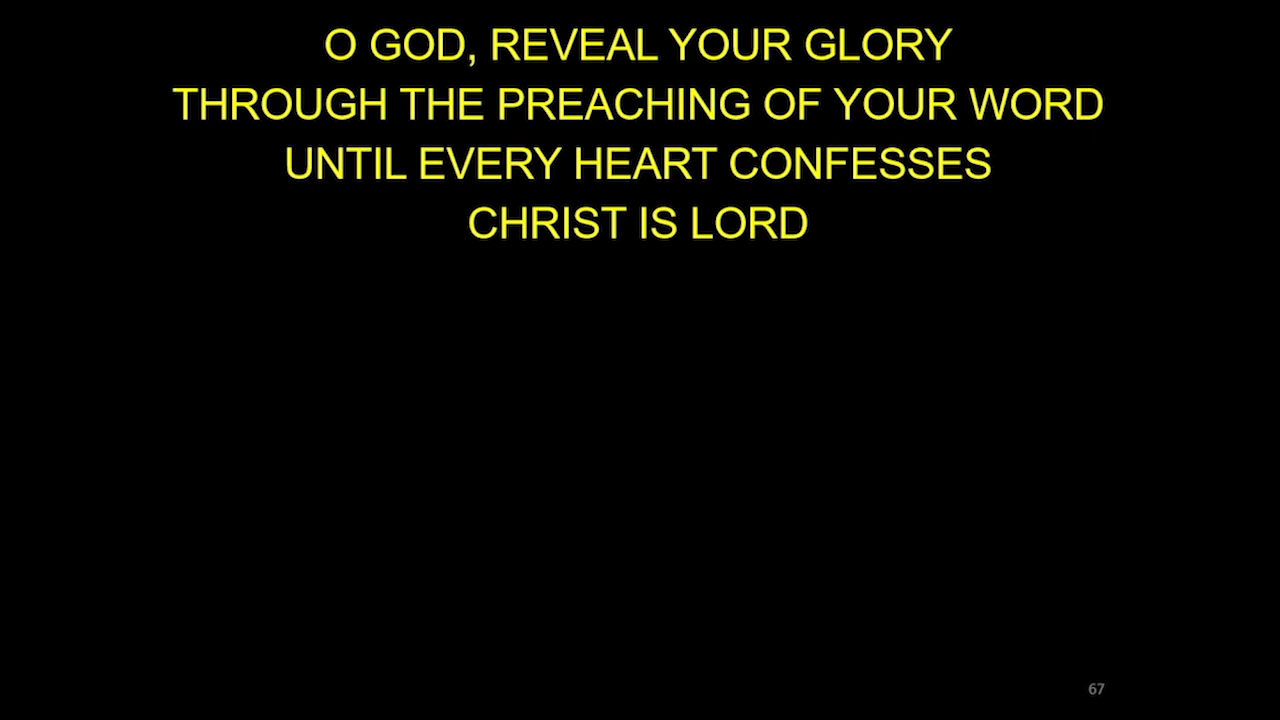 O GOD, REVEAL YOUR GLORY
THROUGH THE PREACHING OF YOUR WORD
UNTIL EVERY HEART CONFESSES
CHRIST IS LORD
67